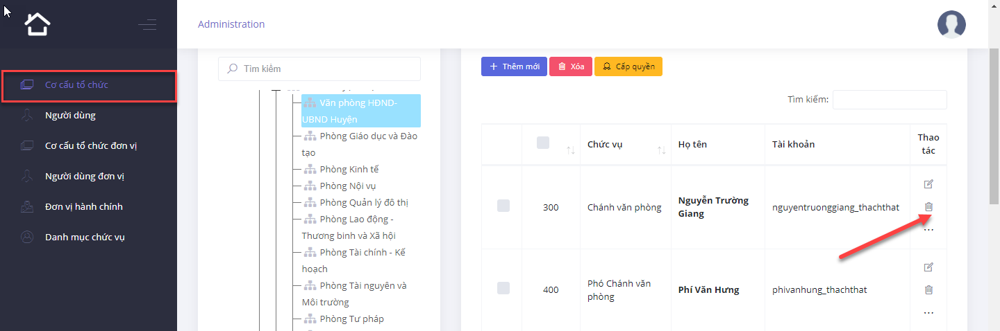 Administration
Cơ cấu tổ chức
Người dùng
Cơ cấu tổ chức đơn vị
Người dùng đơn vị
Đơn vị hành chính
Danh mục chức vụ
Tìm kiếm
Văn phòng HĐND-
UBND Huyện
Phòng Giáo dục và Đào
tạo
Phòng Kinh tế
Phòng Nội vụ
Phòng Quản lý đô thị
Phòng Lao động -
Thương binh và Xã hội
Phòng Tài chính - Kế
hoạch
Phòng Tài nguyên và
Môi trường
Phòng Tư pháp
Thêm mới
Xóa
Cấp quyền
Tìm kiếm:
Chức vụ
Họ tên
Tài khoản
Thao
tác
300
Chánh văn phòng
Nguyễn Trường
Giang
nguyentruonggiang_thachthat
400
Phó Chánh văn
phòng
Phí Văn Hưng
phivanhung_thachthat